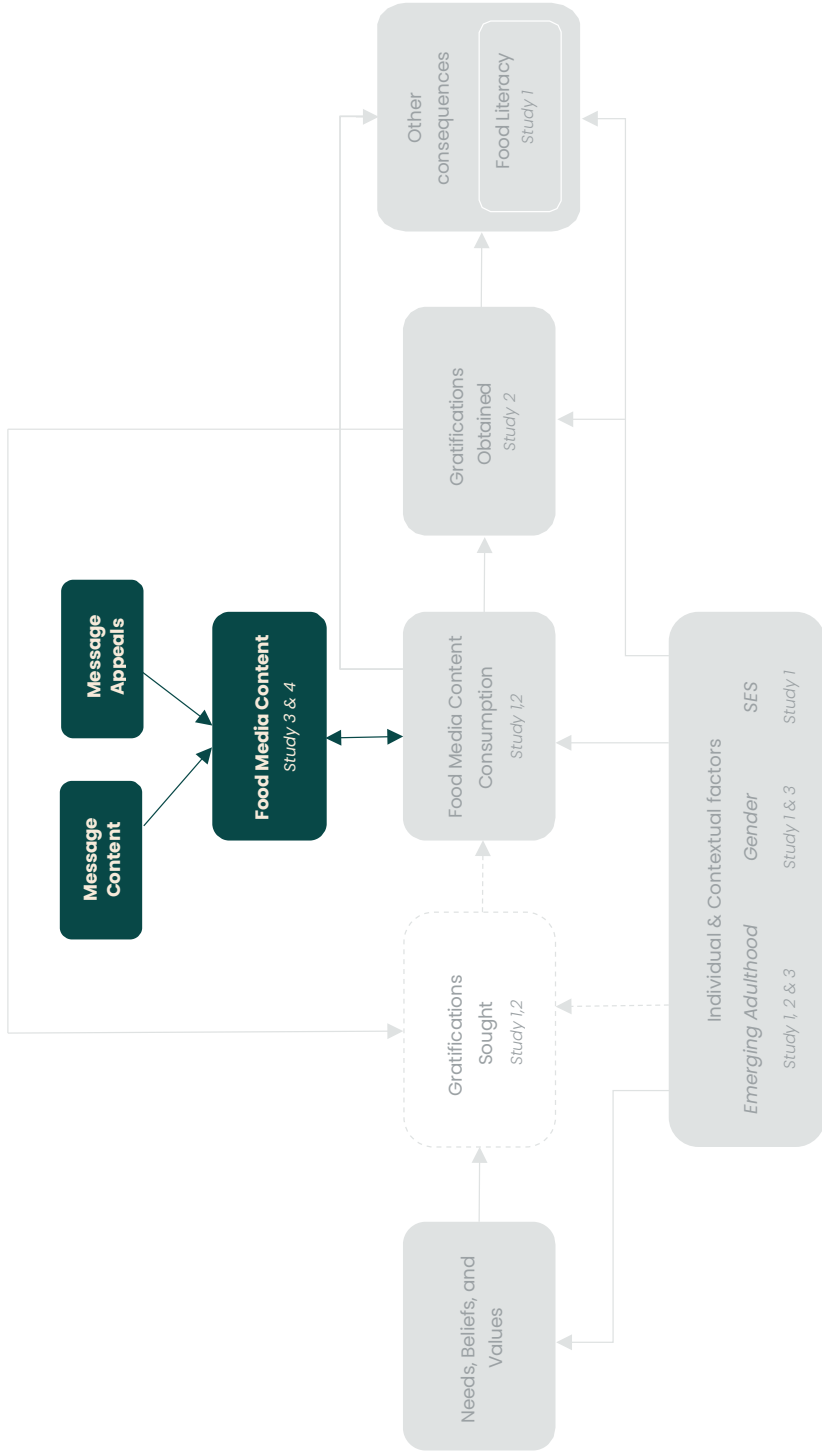 Message
Content
Message
Appeals
Food Media Content
Study 3 & 4
Needs, Beliefs, and
Values
Gratifications
Sought
Study 1,2
Food Media Content
Consumption
Study 1,2
Gratifications
Obtained
Study 2
Other
consequences
Food Literacy
Study 1
Individual & Contextual factors
Emerging Adulthood Gender SES
Study 1, 2 & 3 Study 1 & 3 Study 1